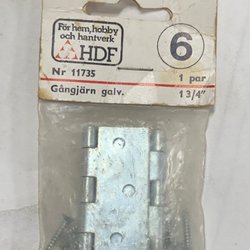 För hem, hobby
och hantverk
HDF
6
Nr 11735
1 par
Gångjärn galv.
1 3/4"